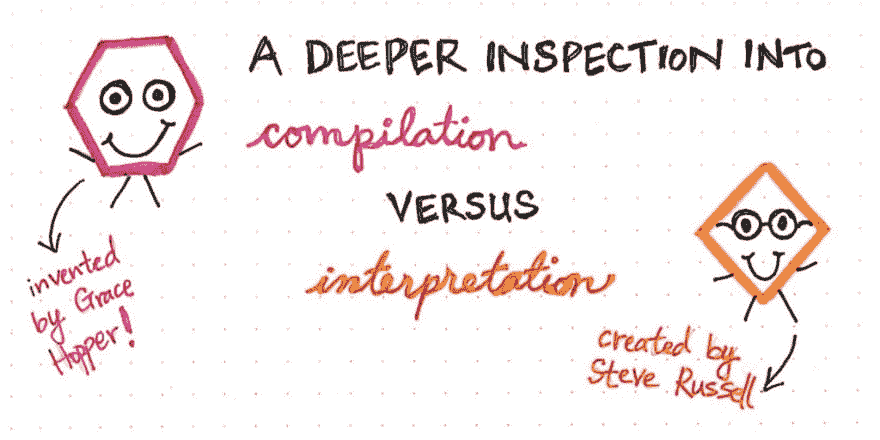 A DEEPER INSPECTION INTO
compilation
VERSUS
interpretation
invented
by Grace
Hopper!
created by
Steve Russell